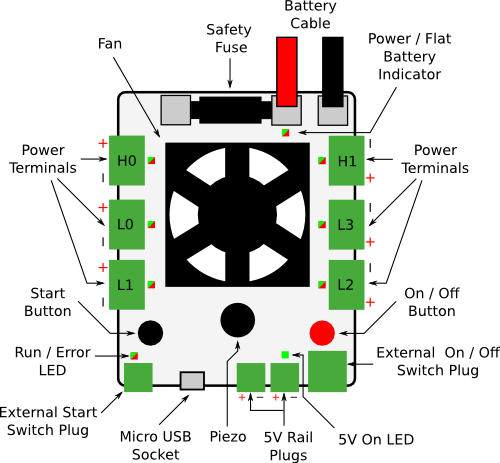 Battery
Cable
Safety
Fuse
Fan
Power / Flat
Battery
Indicator
Power
Terminals
+
H0
H1
+
Power
Terminals
+
L0
L3
+
+
L1
L2
+
Start
Button
On / Off
Button
Run / Error
LED
External On / Off
Switch Plug
+ − + −
External Start
Switch Plug
Micro USB
Socket
Piezo
5V Rail
Plugs
5V On LED